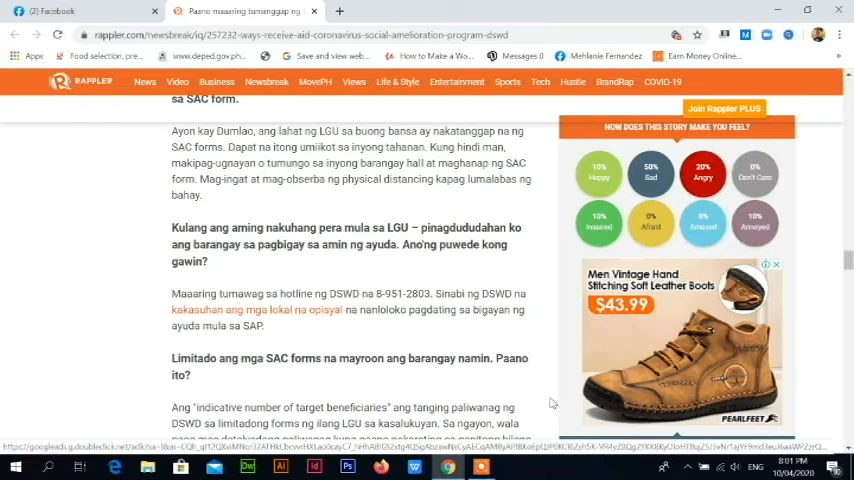 (2) Facebook
Paano maaaring tumanggap ng
rappler.com/newsbreak/iq/257232-ways-receive-aid-coronavirus-social-amelioration-program-dswd
Apps
Food selection, pre...
www.deped.gov.ph...
Save and view web...
How to Make a Wo...
Messages | 0
Mehlanie Fernandez
Earn Money Online...
RAPPLER
News
Video
Business
Newsbreak
MovePH
Views
Life & Style
Entertainment
Sports
Tech
Hustle
BrandRap
COVID-19
Join Rappler PLUS
sa SAC form.
Ayon kay Dumlao, ang lahat ng LGU sa buong bansa ay nakatanggap na ng
SAC forms. Dapat na itong umiikot sa inyong tahanan. Kung hindi man,
makipag-ugnayan o tumungo sa inyong barangay hall at maghanap ng SAC
form. Mag-ingat at mag-obserba ng physical distancing kapag lumalabas ng
bahay.
Kulang ang aming nakuhang pera mula sa LGU – pinagdududahan ko
ang barangay sa pagbigay sa amin ng ayuda. Ano'ng puwede kong
gawin?
Maaaring tumawag sa hotline ng DSWD na 8-951-2803. Sinabi ng DSWD na
kakasuhan ang mga lokal na opisyal na nanloloko pagdating sa bigayan ng
ayuda mula sa SAP.
Limitado ang mga SAC forms na mayroon ang barangay namin. Paano
ito?
Ang "indicative number of target beneficiaries" ang tanging paliwanag ng
DSWD sa limitadong forms ng ilang LGU sa kasalukuyan. Sa ngayon, wala
HOW DOES THIS STORY MAKE YOU FEEL?
10%
Happy
50%
Sad
20%
Angry
0%
Don't Care
10%
Inspired
0%
Afraid
0%
Amused
10%
Annoyed
Men Vintage Hand
Stitching Soft Leather Boots
$43.99
PEARLFEET
ENG
8:01 PM
10/04/2020